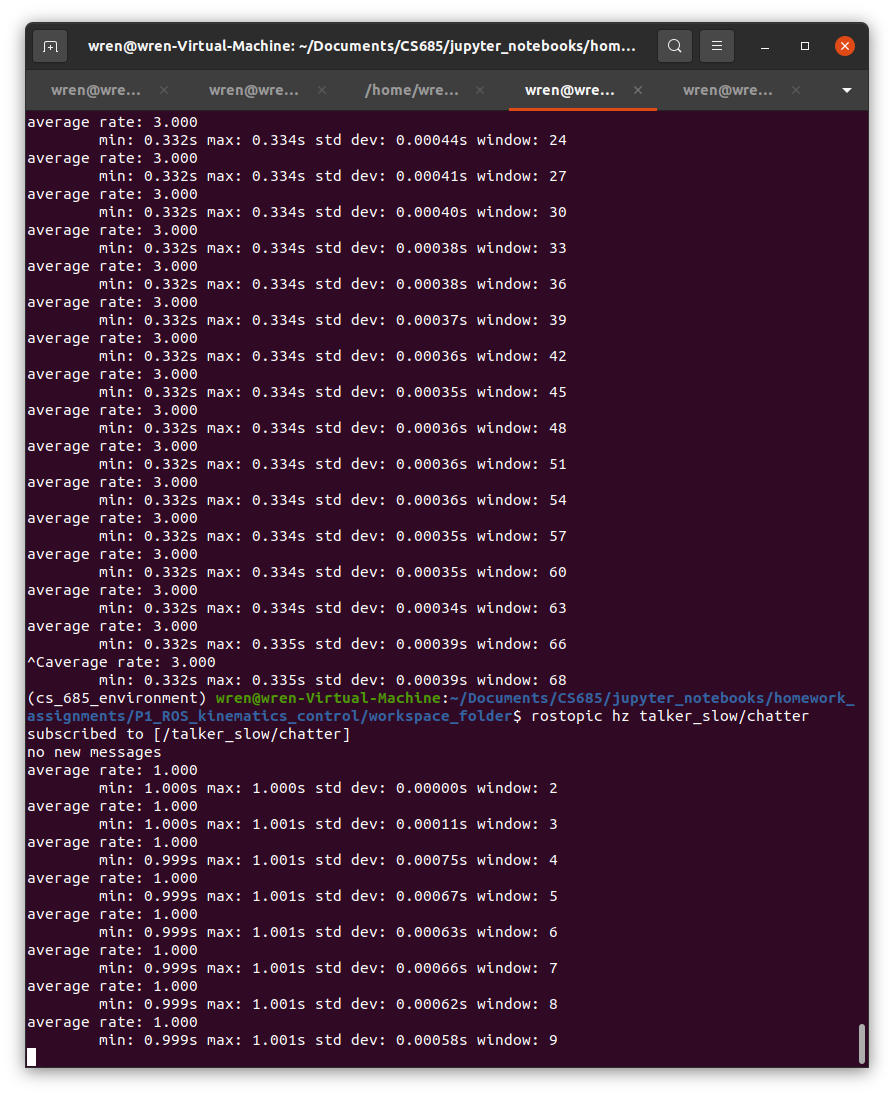 wren@wren-Virtual-Machine: ~/Documents/CS685/jupyter_notebooks/hom...
wren@wre... wren@wre... /home/wre... wren@wre... wren@wre...
average rate: 3.000
        min: 0.332s max: 0.334s std dev: 0.00044s window: 24
average rate: 3.000
        min: 0.332s max: 0.334s std dev: 0.00041s window: 27
average rate: 3.000
        min: 0.332s max: 0.334s std dev: 0.00040s window: 30
average rate: 3.000
        min: 0.332s max: 0.334s std dev: 0.00038s window: 33
average rate: 3.000
        min: 0.332s max: 0.334s std dev: 0.00038s window: 36
average rate: 3.000
        min: 0.332s max: 0.334s std dev: 0.00037s window: 39
average rate: 3.000
        min: 0.332s max: 0.334s std dev: 0.00036s window: 42
average rate: 3.000
        min: 0.332s max: 0.334s std dev: 0.00035s window: 45
average rate: 3.000
        min: 0.332s max: 0.334s std dev: 0.00036s window: 48
average rate: 3.000
        min: 0.332s max: 0.334s std dev: 0.00036s window: 51
average rate: 3.000
        min: 0.332s max: 0.334s std dev: 0.00036s window: 54
average rate: 3.000
        min: 0.332s max: 0.334s std dev: 0.00035s window: 57
average rate: 3.000
        min: 0.332s max: 0.334s std dev: 0.00035s window: 60
average rate: 3.000
        min: 0.332s max: 0.334s std dev: 0.00034s window: 63
average rate: 3.000
        min: 0.332s max: 0.335s std dev: 0.00039s window: 66
^Caverage rate: 3.000
        min: 0.332s max: 0.335s std dev: 0.00039s window: 68
(cs_685_environment) wren@wren-Virtual-Machine:~/Documents/CS685/jupyter_notebooks/homework_
assignments/P1_ROS_kinematics_control/workspace_folder$ rostopic hz talker_slow/chatter
subscribed to [/talker_slow/chatter]
no new messages
average rate: 1.000
        min: 1.000s max: 1.000s std dev: 0.00000s window: 2
average rate: 1.000
        min: 1.000s max: 1.001s std dev: 0.00011s window: 3
average rate: 1.000
        min: 0.999s max: 1.001s std dev: 0.00075s window: 4
average rate: 1.000
        min: 0.999s max: 1.001s std dev: 0.00067s window: 5
average rate: 1.000
        min: 0.999s max: 1.001s std dev: 0.00063s window: 6
average rate: 1.000
        min: 0.999s max: 1.001s std dev: 0.00066s window: 7
average rate: 1.000
        min: 0.999s max: 1.001s std dev: 0.00062s window: 8
average rate: 1.000
        min: 0.999s max: 1.001s std dev: 0.00058s window: 9